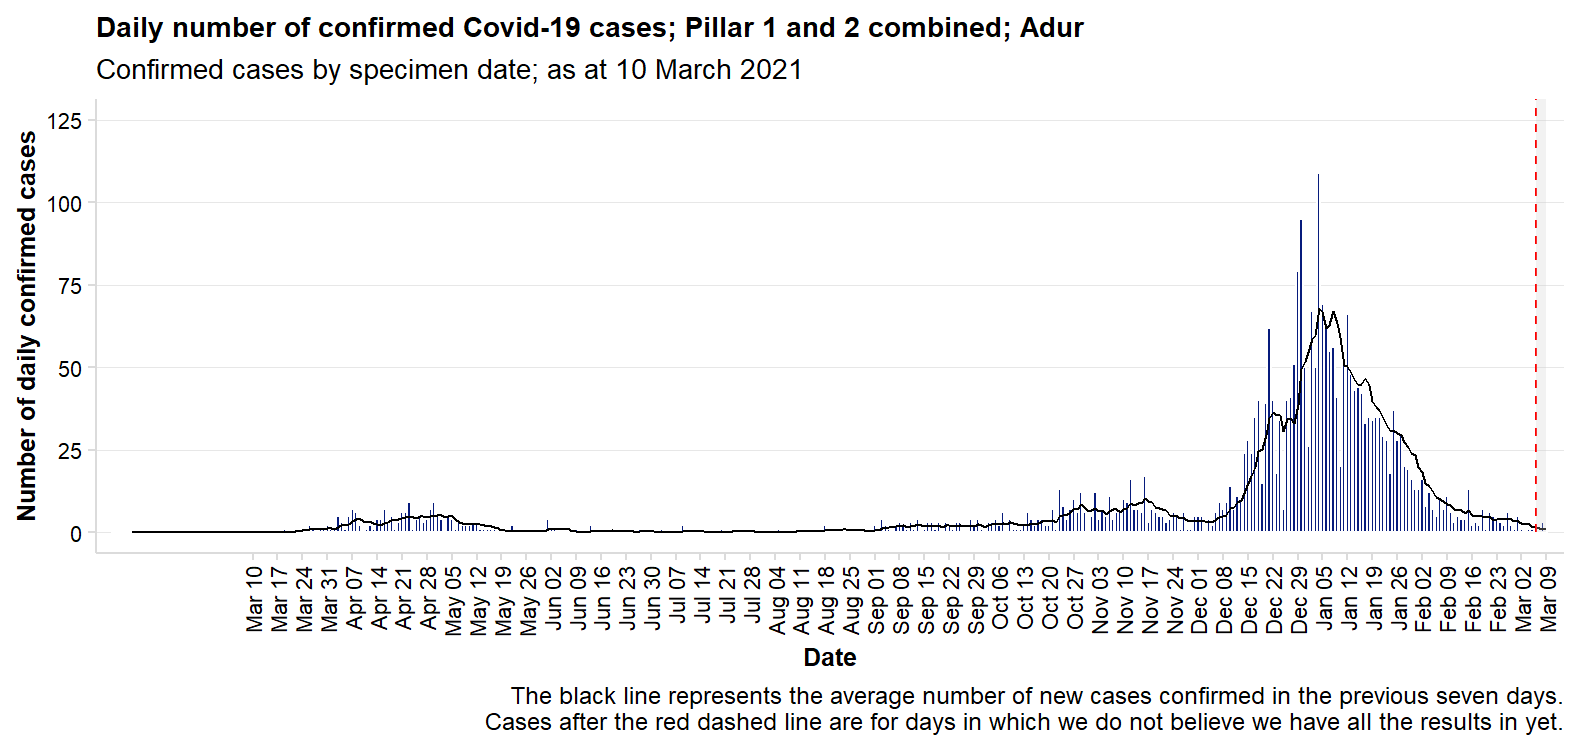 Daily number of confirmed Covid-19 cases; Pillar 1 and 2 combined; Adur
Confirmed cases by specimen date; as at 10 March 2021
Number of daily confirmed cases
125
100
75
50
25
0
Mar 10
Mar 17
Mar 24
Mar 31
Apr 07
Apr 14
Apr 21
Apr 28
May 05
May 12
May 19
May 26
Jun 02
Jun 09
Jun 16
Jun 23
Jun 30
Jul 07
Jul 14
Jul 21
Jul 28
Aug 04
Aug 11
Aug 18
Aug 25
Sep 01
Sep 08
Sep 15
Sep 22
Sep 29
Oct 06
Oct 13
Oct 20
Oct 27
Nov 03
Nov 10
Nov 17
Nov 24
Dec 01
Dec 08
Dec 15
Dec 22
Dec 29
Jan 05
Jan 12
Jan 19
Jan 26
Feb 02
Feb 09
Feb 16
Feb 23
Mar 02
Mar 09
Date
The black line represents the average number of new cases confirmed in the previous seven days.
Cases after the red dashed line are for days in which we do not believe we have all the results in yet.